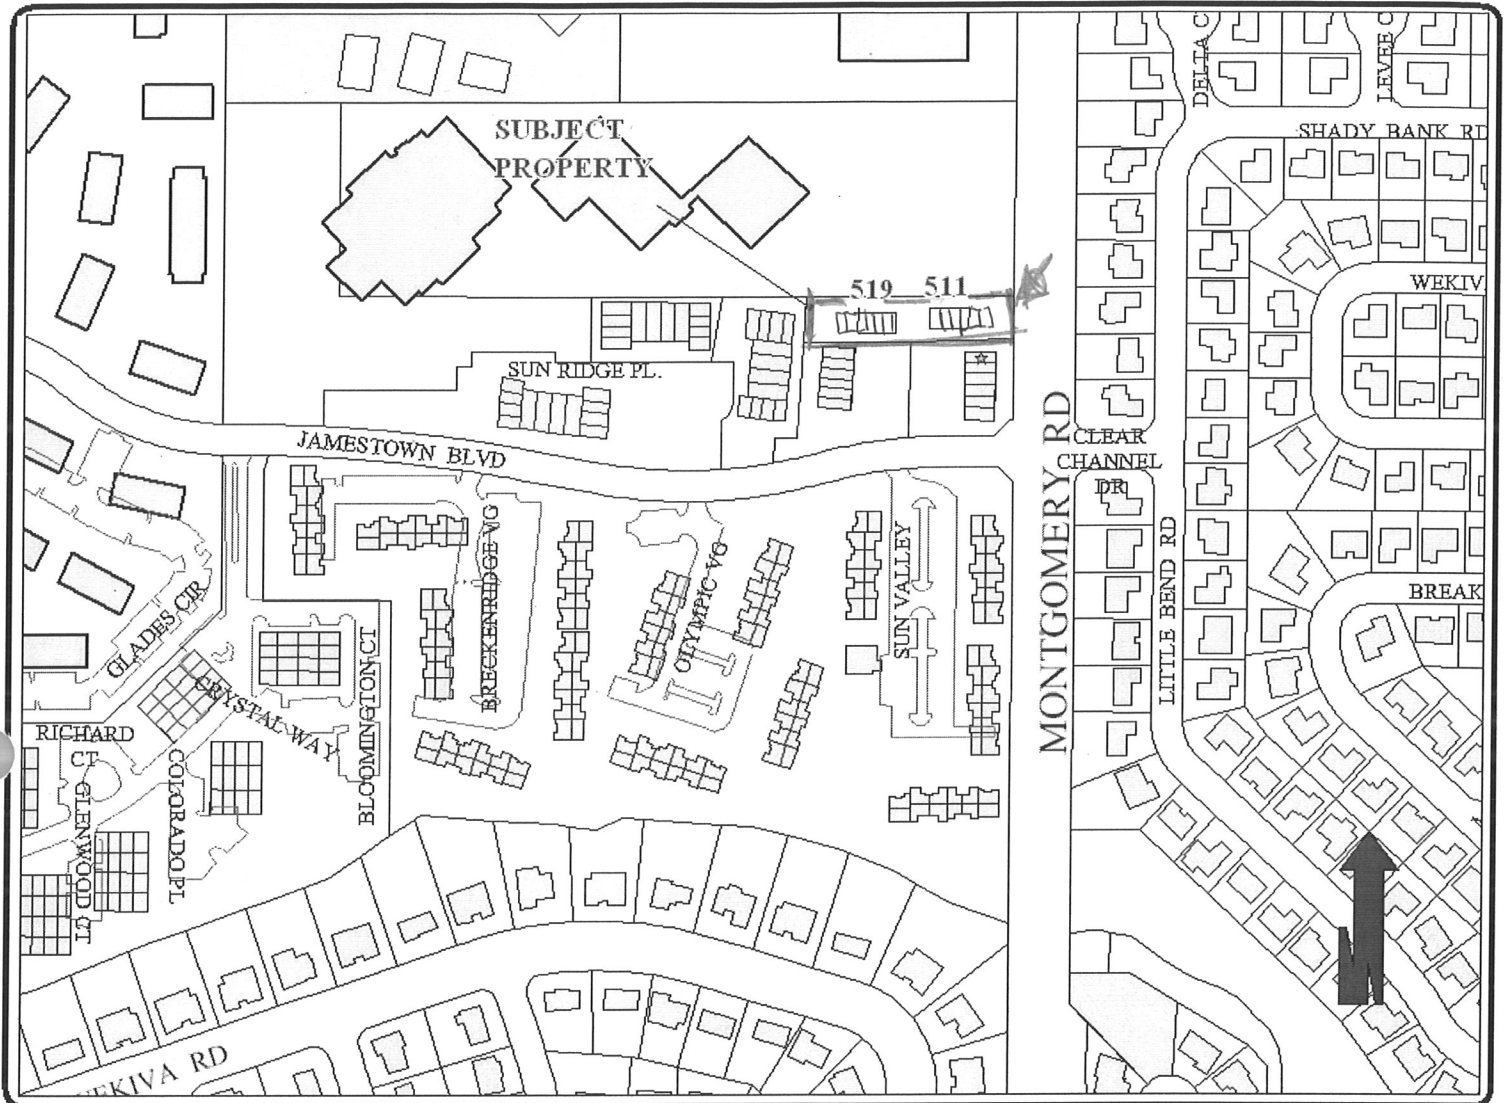 DELTA C
LEVEE C
SHADY BANK RD
SUBJECT
PROPERTY
519 511
WEKIV
SUN RIDGE PL.
JAMESTOWN BLVD
MONTGOMERY RD
CLEAR
CHANNEL
DR
LITTLE BEND RD
BREAK
BRECKENRIDGE VG
OLYMPIC VG
SUN VALLEY
GLADES CIR
CRYSTAL WAY
BLOOMINGTON CT
RICHARD
CT
COLORADO PL
GLENWOOD CT
WEKIVA RD
N